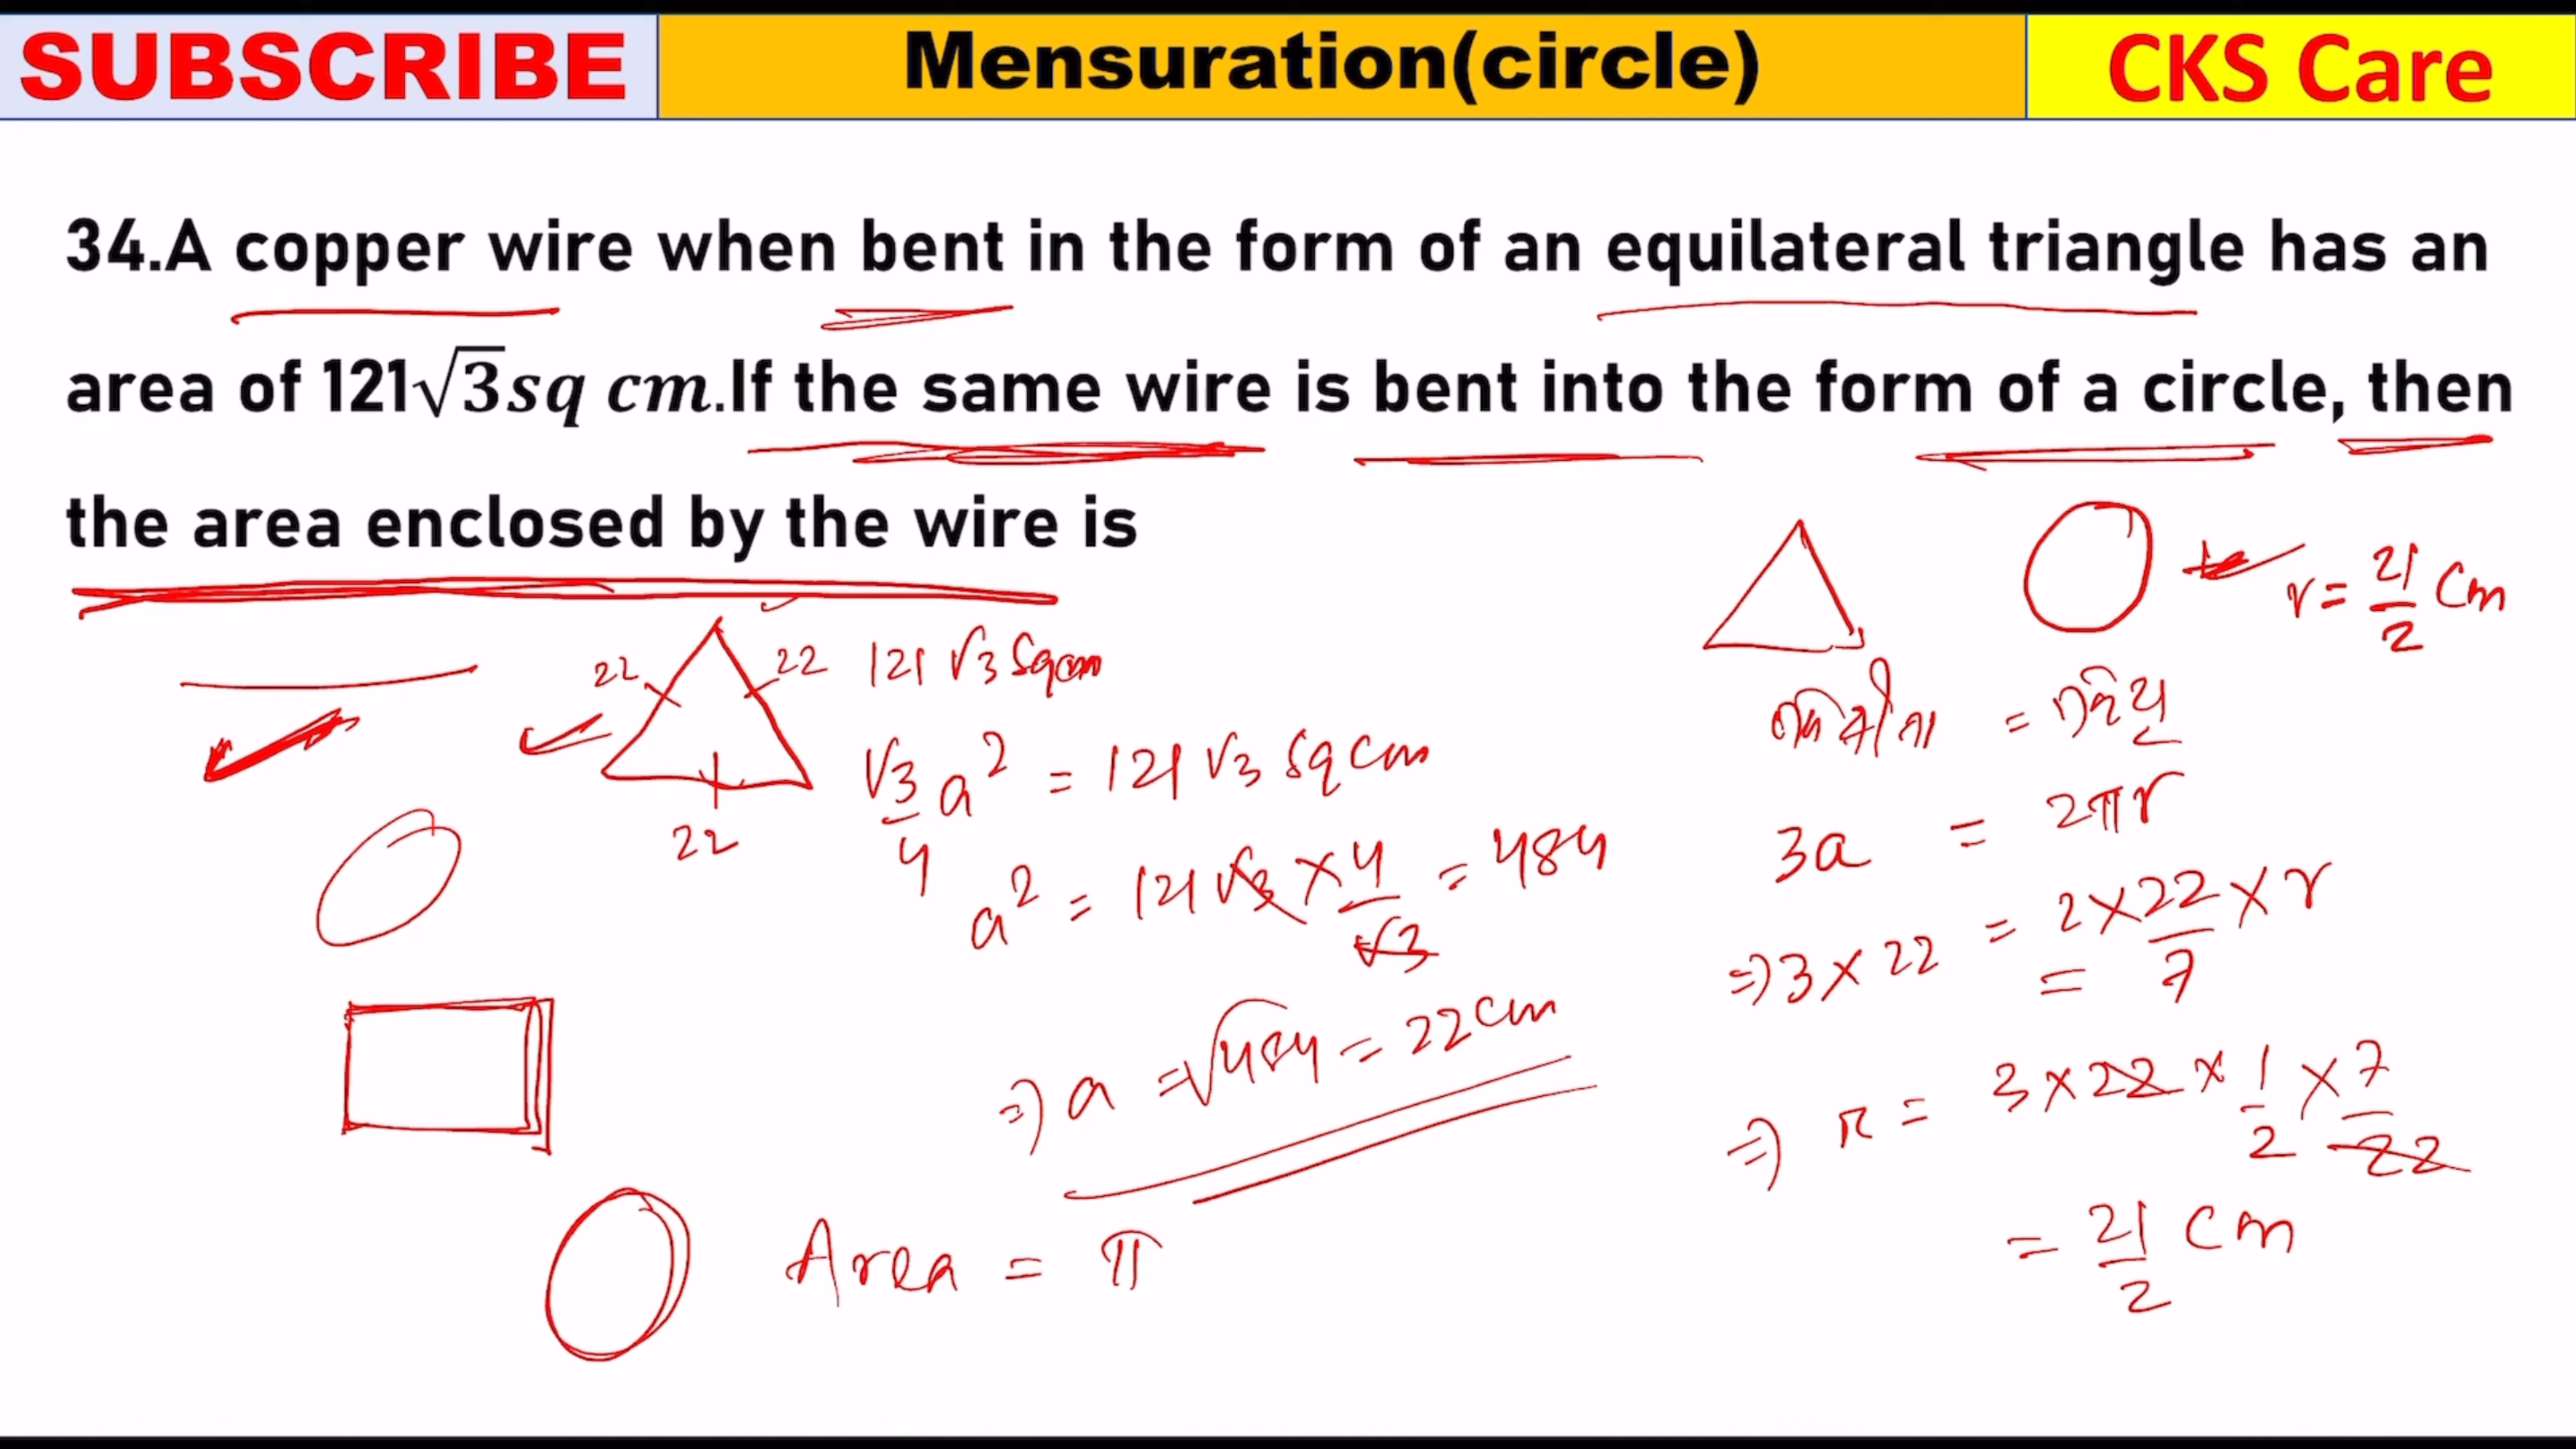 SUBSCRIBE
Mensuration(circle)
CKS Care
34.A copper wire when bent in the form of an equilateral triangle has an
area of 121√3sq cm.If the same wire is bent into the form of a circle, then
the area enclosed by the wire is
22 22 121 √3 sqcm
22
√3/4 a² = 121 √3 sq cm
a² = 121 √3 × 4/√3 = 484
⇒ a = √484 = 22 cm
Area = π
r = 21/2 cm
=
3a = 2πr
⇒ 3 × 22 = 2 × 22/7 × r
=
⇒ r = 3 × 22 × 1/2 × 7/22
= 21/2 cm